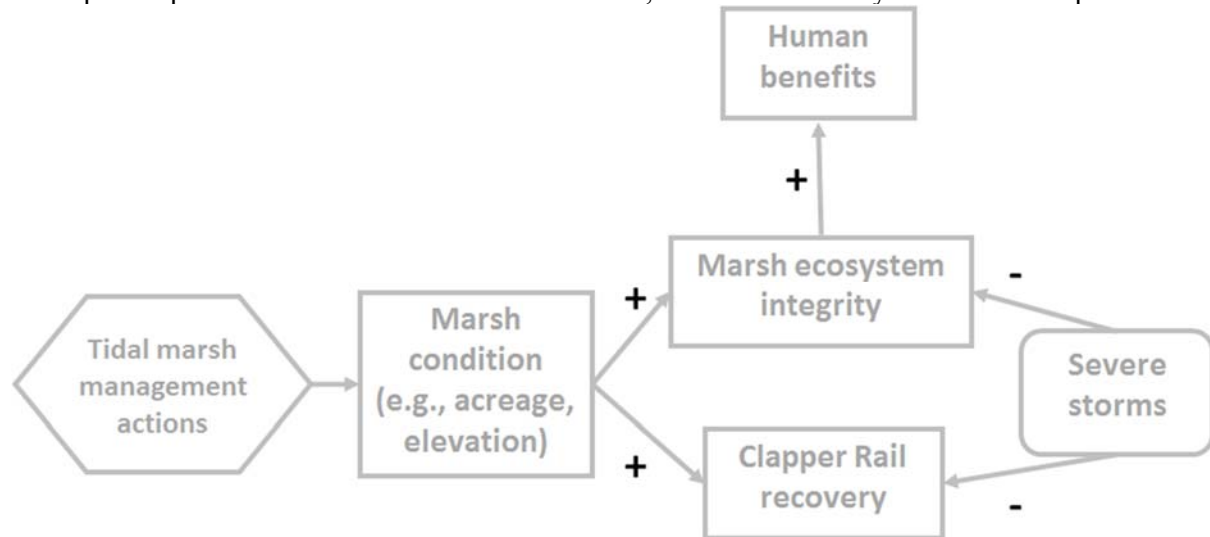 Human
benefits
+
Marsh ecosystem
integrity
-
+
Marsh
condition
(e.g., acreage,
elevation)
Tidal marsh
management
actions
Severe
storms
+
Clapper Rail
recovery
-